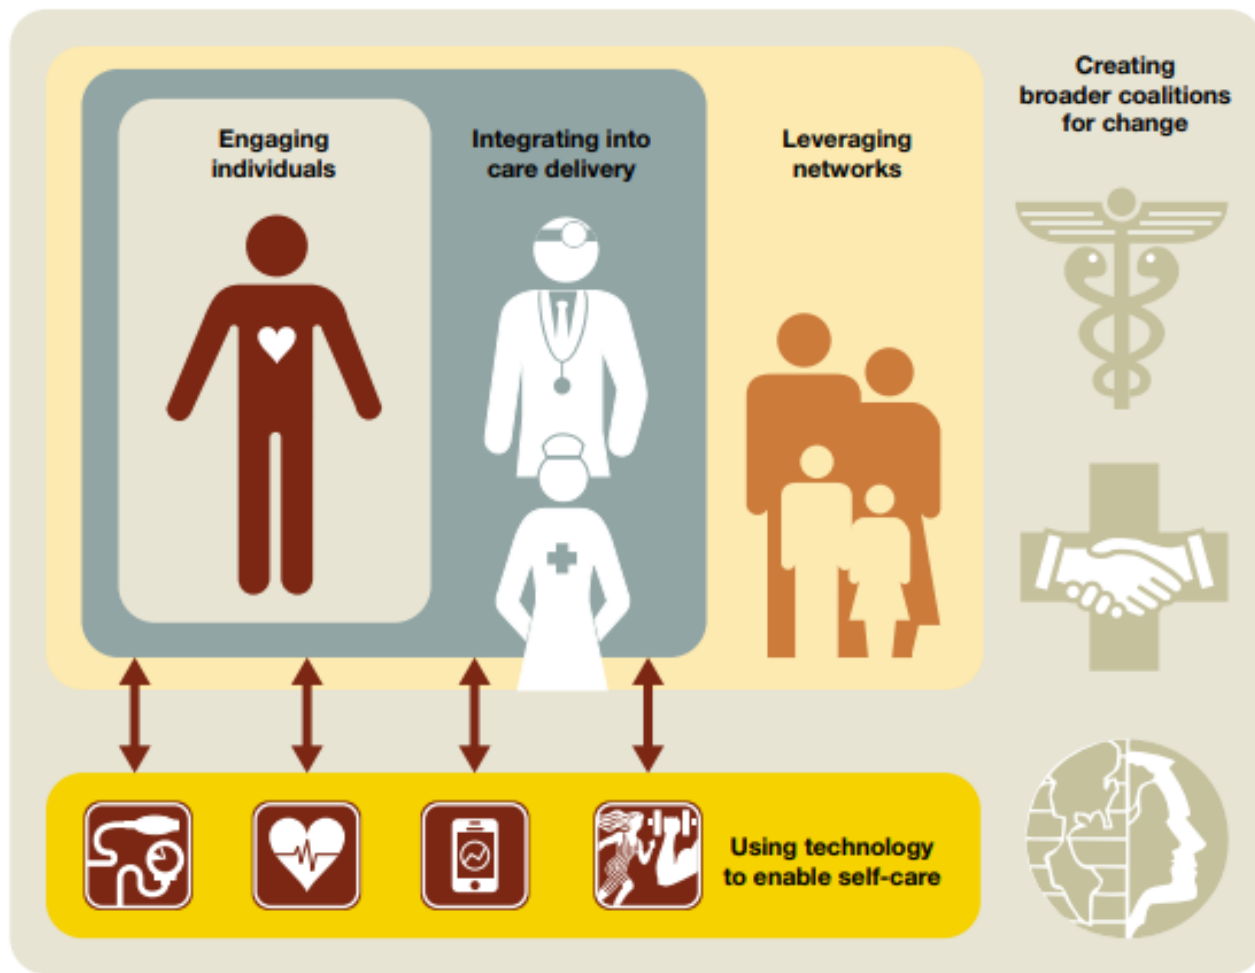 Engaging
individuals
Integrating into
care delivery
Leveraging
networks
Creating
broader coalitions
for change
Using technology
to enable self-care